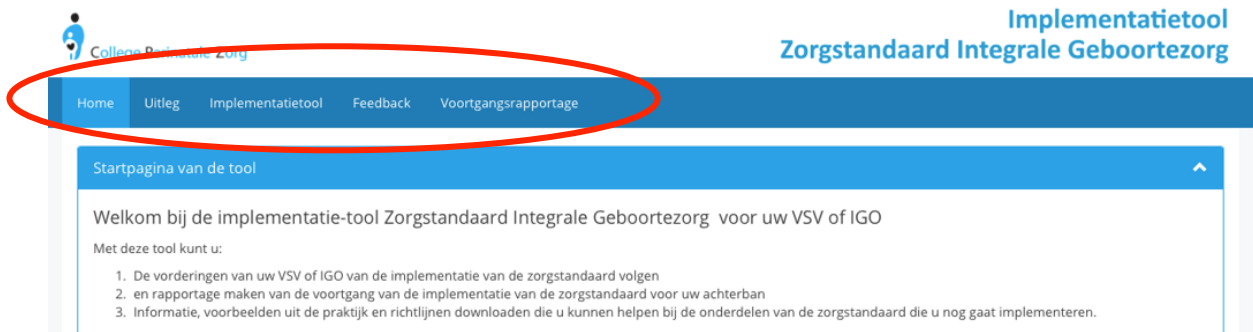 College Perinatale Zorg
Implementatietool
Zorgstandaard Integrale Geboortezorg
Home Uitleg Implementatietool Feedback Voortgangsrapportage
Startpagina van de tool
Welkom bij de implementatie-tool Zorgstandaard Integrale Geboortezorg voor uw VSV of IGO
Met deze tool kunt u:
1. De vorderingen van uw VSV of IGO van de implementatie van de zorgstandaard volgen
2. en rapportage maken van de voortgang van de implementatie van de zorgstandaard voor uw achterban
3. Informatie, voorbeelden uit de praktijk en richtlijnen downloaden die u kunnen helpen bij de onderdelen van de zorgstandaard die u nog gaat implementeren.